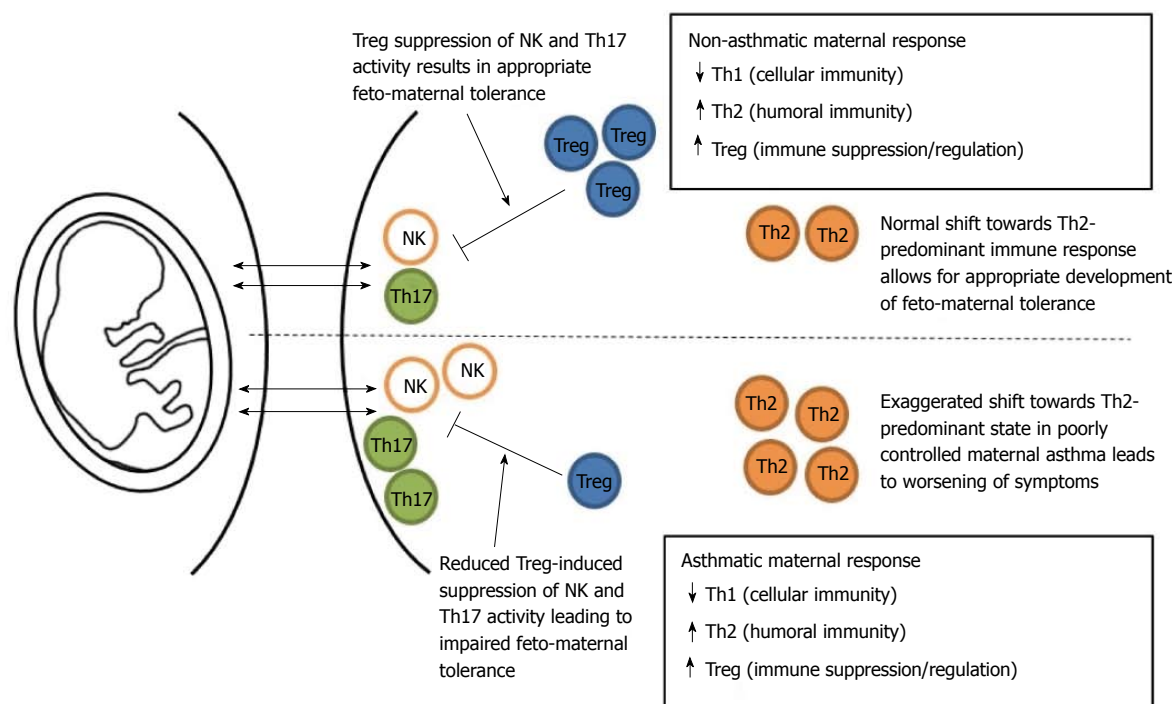 Treg suppression of NK and Th17
activity results in appropriate
feto-maternal tolerance
Treg
Treg
Treg
Non-asthmatic maternal response
↓ Th1 (cellular immunity)
↑ Th2 (humoral immunity)
↑ Treg (immune suppression/regulation)
NK
Th17
Th2
Th2
Normal shift towards Th2-
predominant immune response
allows for appropriate development
of feto-maternal tolerance
NK
NK
Th17
Th17
Treg
Th2
Th2
Th2
Th2
Exaggerated shift towards Th2-
predominant state in poorly
controlled maternal asthma leads
to worsening of symptoms
Reduced Treg-induced
suppression of NK and
Th17 activity leading to
impaired feto-maternal
tolerance
Asthmatic maternal response
↓ Th1 (cellular immunity)
↑ Th2 (humoral immunity)
↑ Treg (immune suppression/regulation)